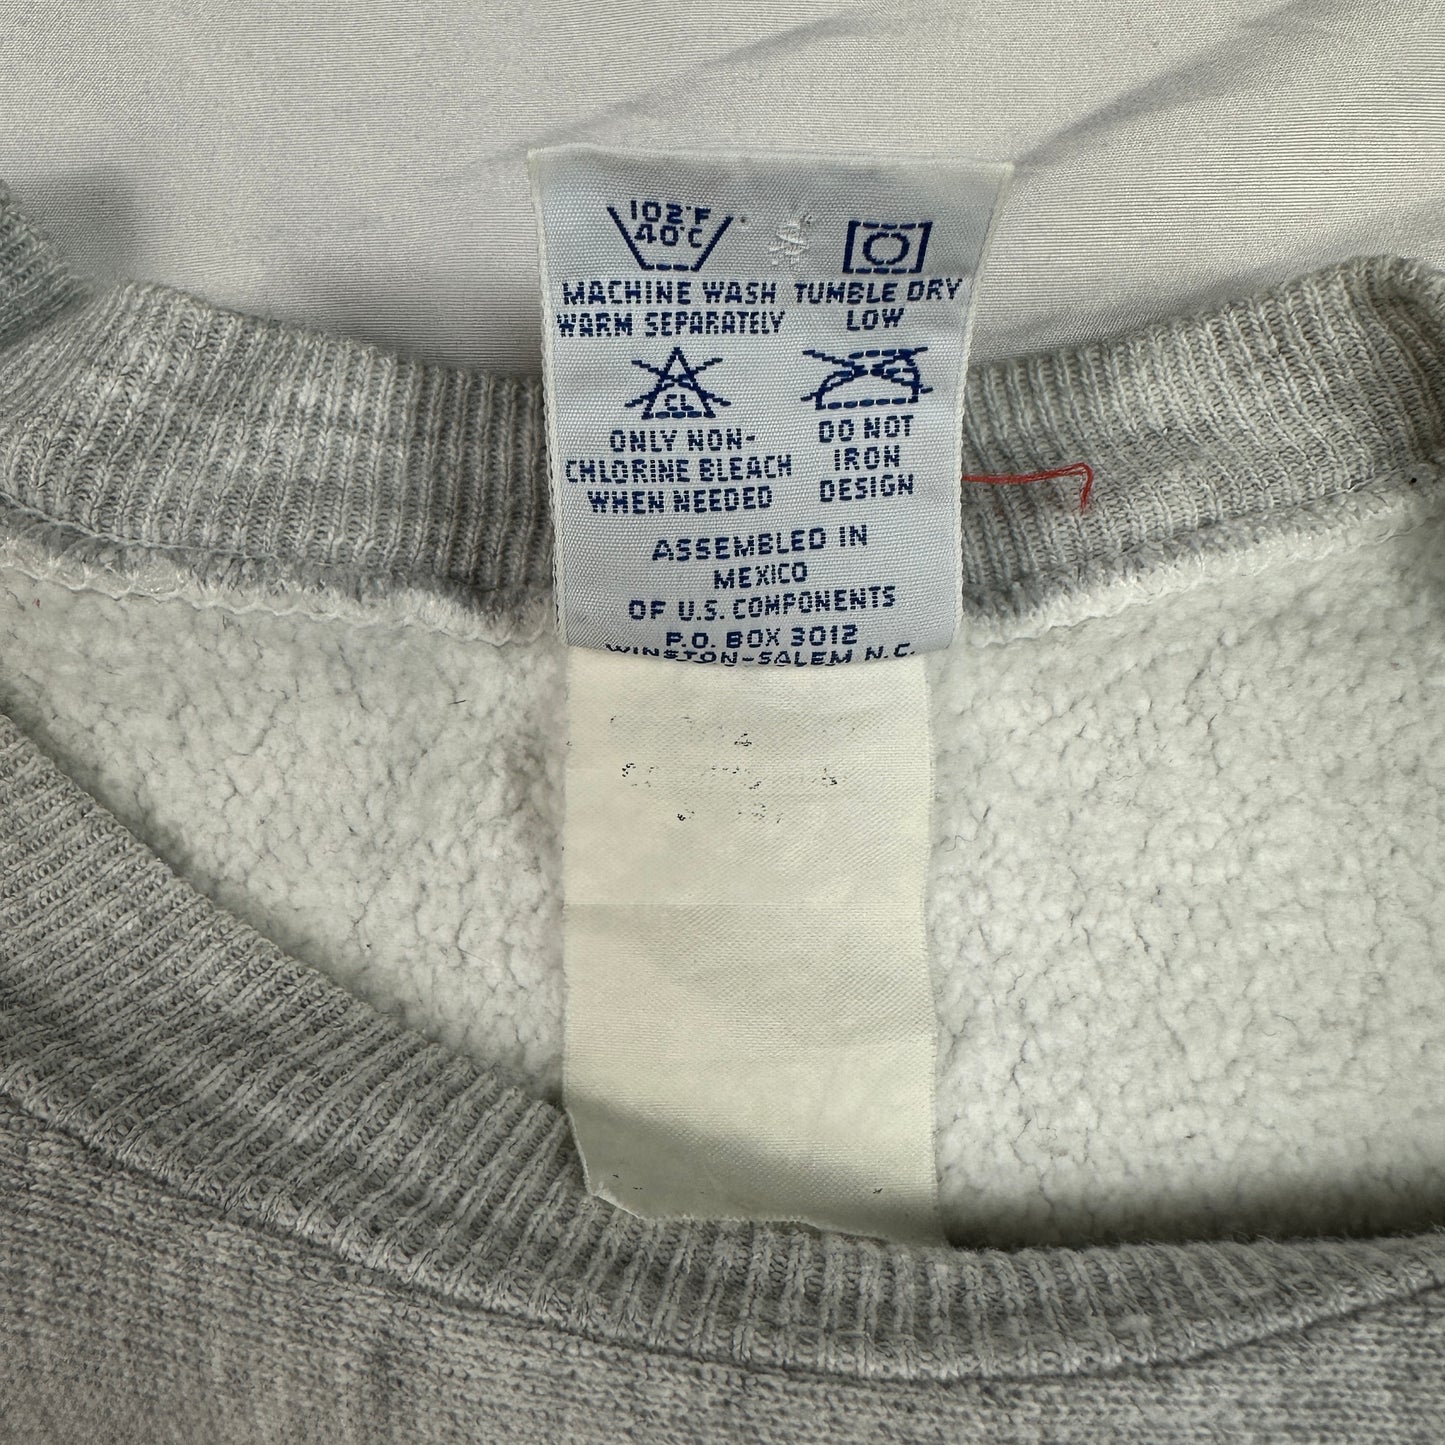 102°F
40°C
MACHINE WASH
WARM SEPARATELY
TUMBLE DRY
LOW
CL
ONLY NON-
CHLORINE BLEACH
WHEN NEEDED
DO NOT
IRON
DESIGN
ASSEMBLED IN
MEXICO
OF U.S. COMPONENTS
P.O. BOX 3012
WINSTON-SALEM N.C.